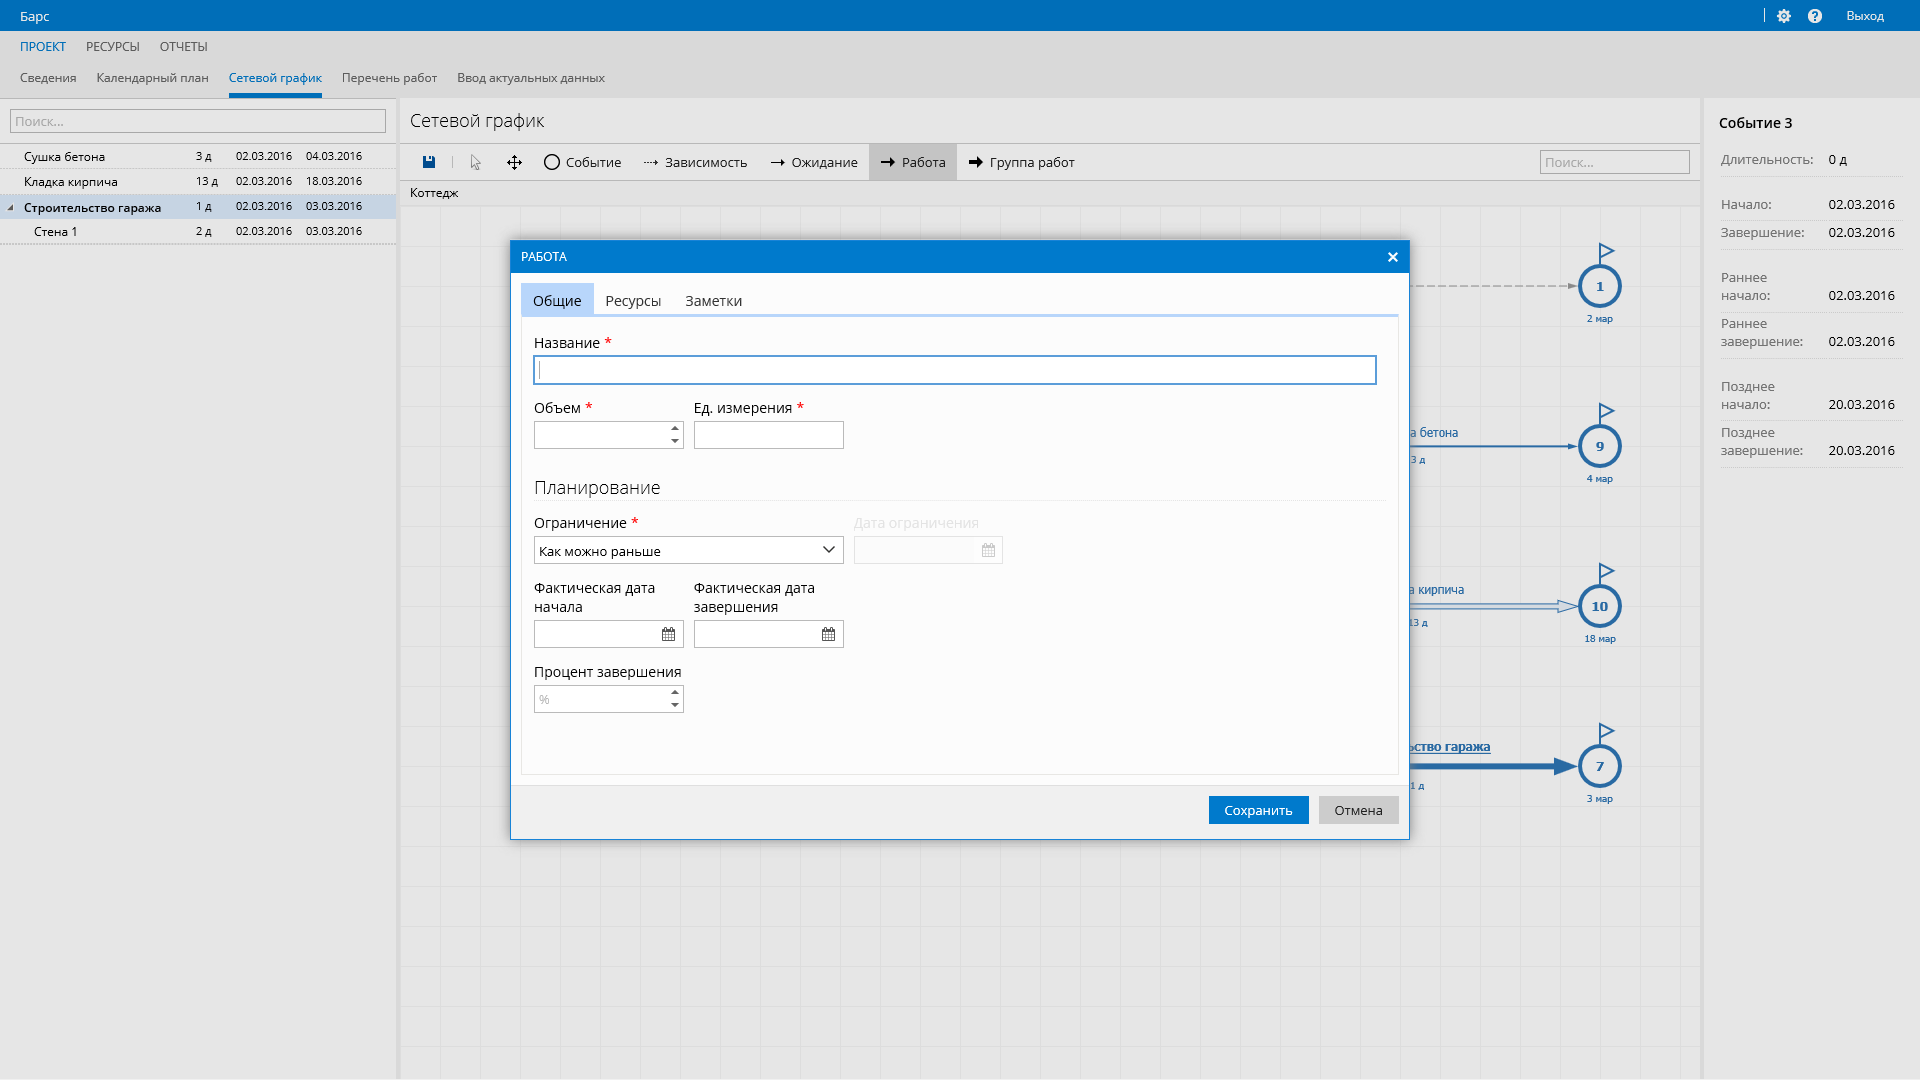 Барс
Выход
ПРОЕКТ РЕСУРСЫ ОТЧЕТЫ
Сведения Календарный план Сетевой график Перечень работ Ввод актуальных данных
Поиск...
Сушка бетона 3 д 02.03.2016 04.03.2016
Кладка кирпича 13 д 02.03.2016 18.03.2016
Строительство гаража 1 д 02.03.2016 03.03.2016
Стена 1 2 д 02.03.2016 03.03.2016
Сетевой график
Событие Зависимость Ожидание Работа Группа работ
Поиск...
Коттедж
РАБОТА
Общие Ресурсы Заметки
Название *
Объем * Ед. измерения *
Планирование
Ограничение * Дата ограничения
Как можно раньше
Фактическая дата начала
Фактическая дата завершения
Процент завершения
%
Сохранить Отмена
1
2 мар
а бетона
3 д
9
4 мар
а кирпича
13 д
10
18 мар
ьство гаража
1 д
7
3 мар
Событие 3
Длительность: 0 д
Начало: 02.03.2016
Завершение: 02.03.2016
Раннее
начало: 02.03.2016
Раннее
завершение: 02.03.2016
Позднее
начало: 20.03.2016
Позднее
завершение: 20.03.2016